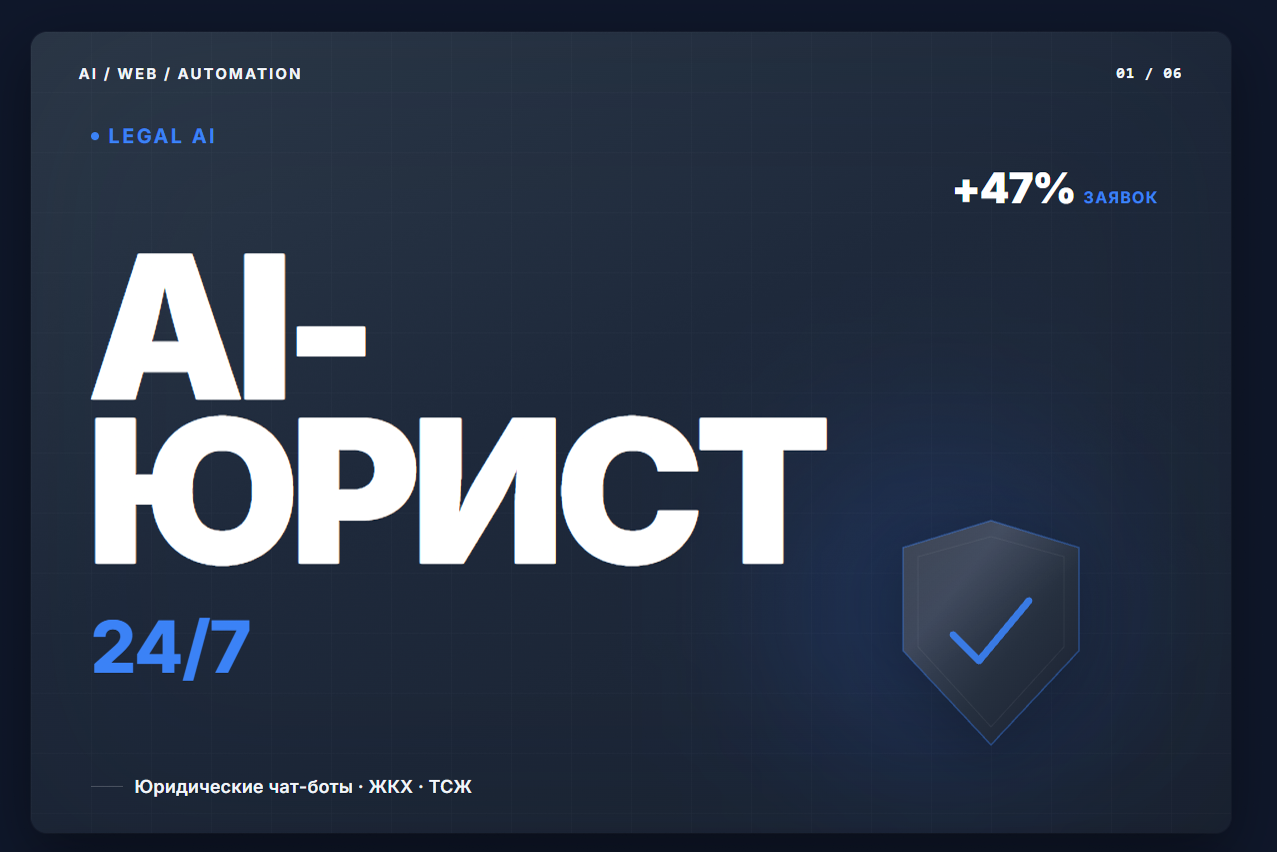 AI / WEB / AUTOMATION
01 / 06
• LEGAL AI
+47% ЗАЯВОК
AI-
ЮРИСТ
24/7
Юридические чат-боты · ЖКХ · ТСЖ